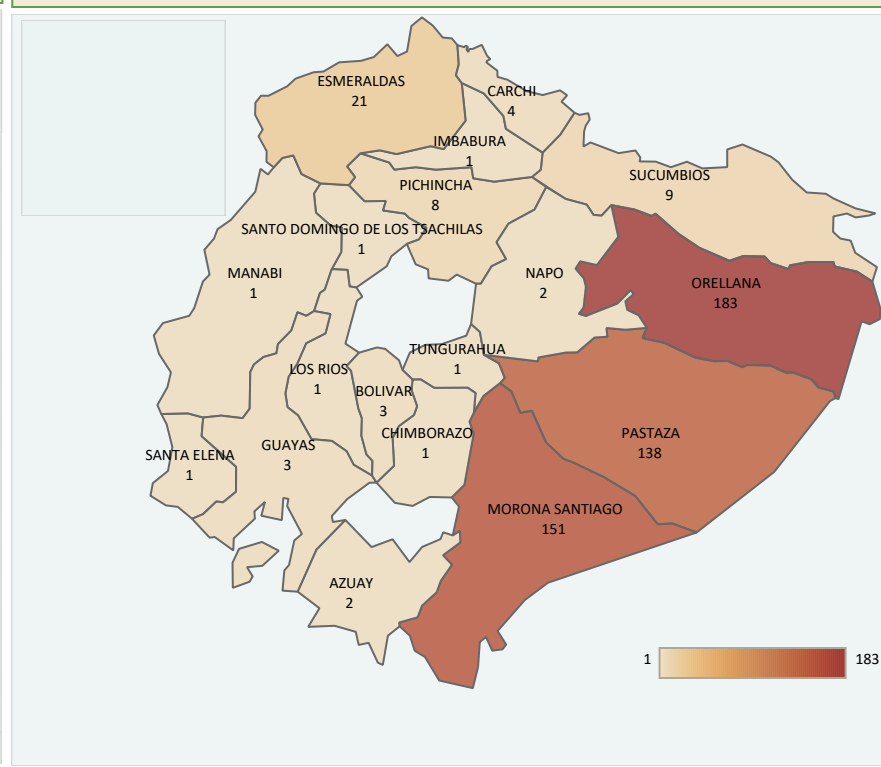 ESMERALDAS
21
CARCHI
4
IMBABURA
1
SUCUMBIOS
9
PICHINCHA
8
SANTO DOMINGO DE LOS TSACHILAS
1
MANABI
1
NAPO
2
ORELLANA
183
TUNGURAHUA
1
LOS RIOS
1
BOLIVAR
3
CHIMBORAZO
1
PASTAZA
138
GUAYAS
3
SANTA ELENA
1
MORONA SANTIAGO
151
AZUAY
2
1
183